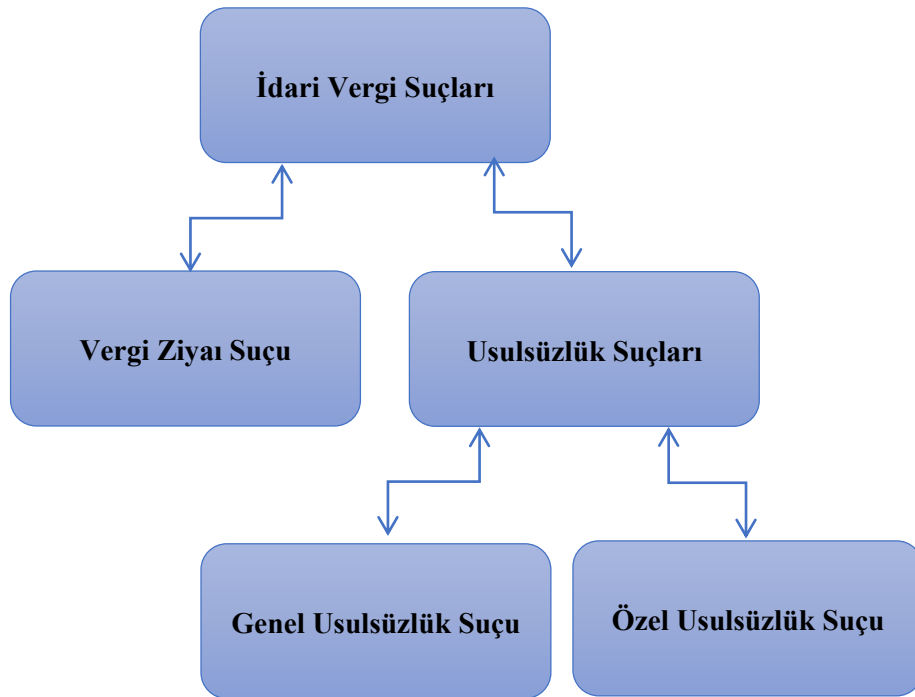 İdari Vergi Suçları
Vergi Ziyaı Suçu
Usulsüzlük Suçları
Genel Usulsüzlük Suçu
Özel Usulsüzlük Suçu